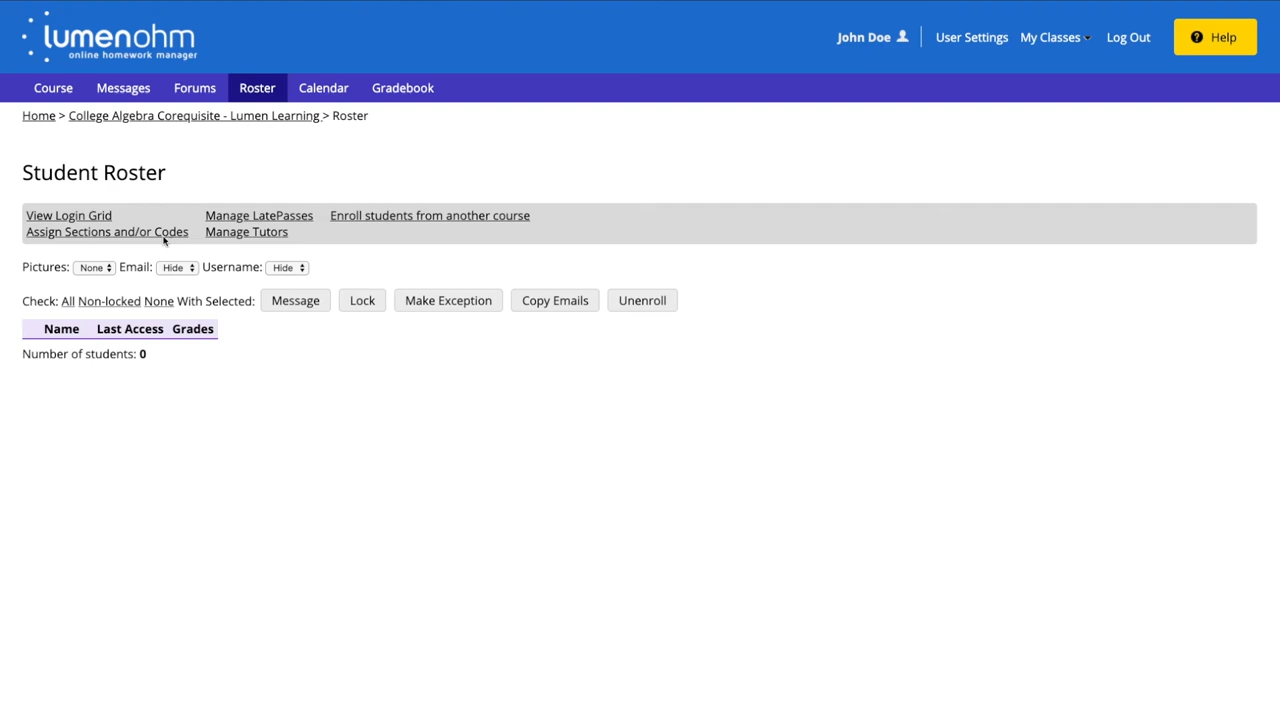 lumenohm
online homework manager
John Doe
User Settings
My Classes
Log Out
Help
Course
Messages
Forums
Roster
Calendar
Gradebook
Home > College Algebra Corequisite - Lumen Learning > Roster
Student Roster
View Login Grid
Manage LatePasses
Enroll students from another course
Assign Sections and/or Codes
Manage Tutors
Pictures: None Email: Hide Username: Hide
Check: All Non-locked None With Selected: Message Lock Make Exception Copy Emails Unenroll
Name Last Access Grades
Number of students: 0